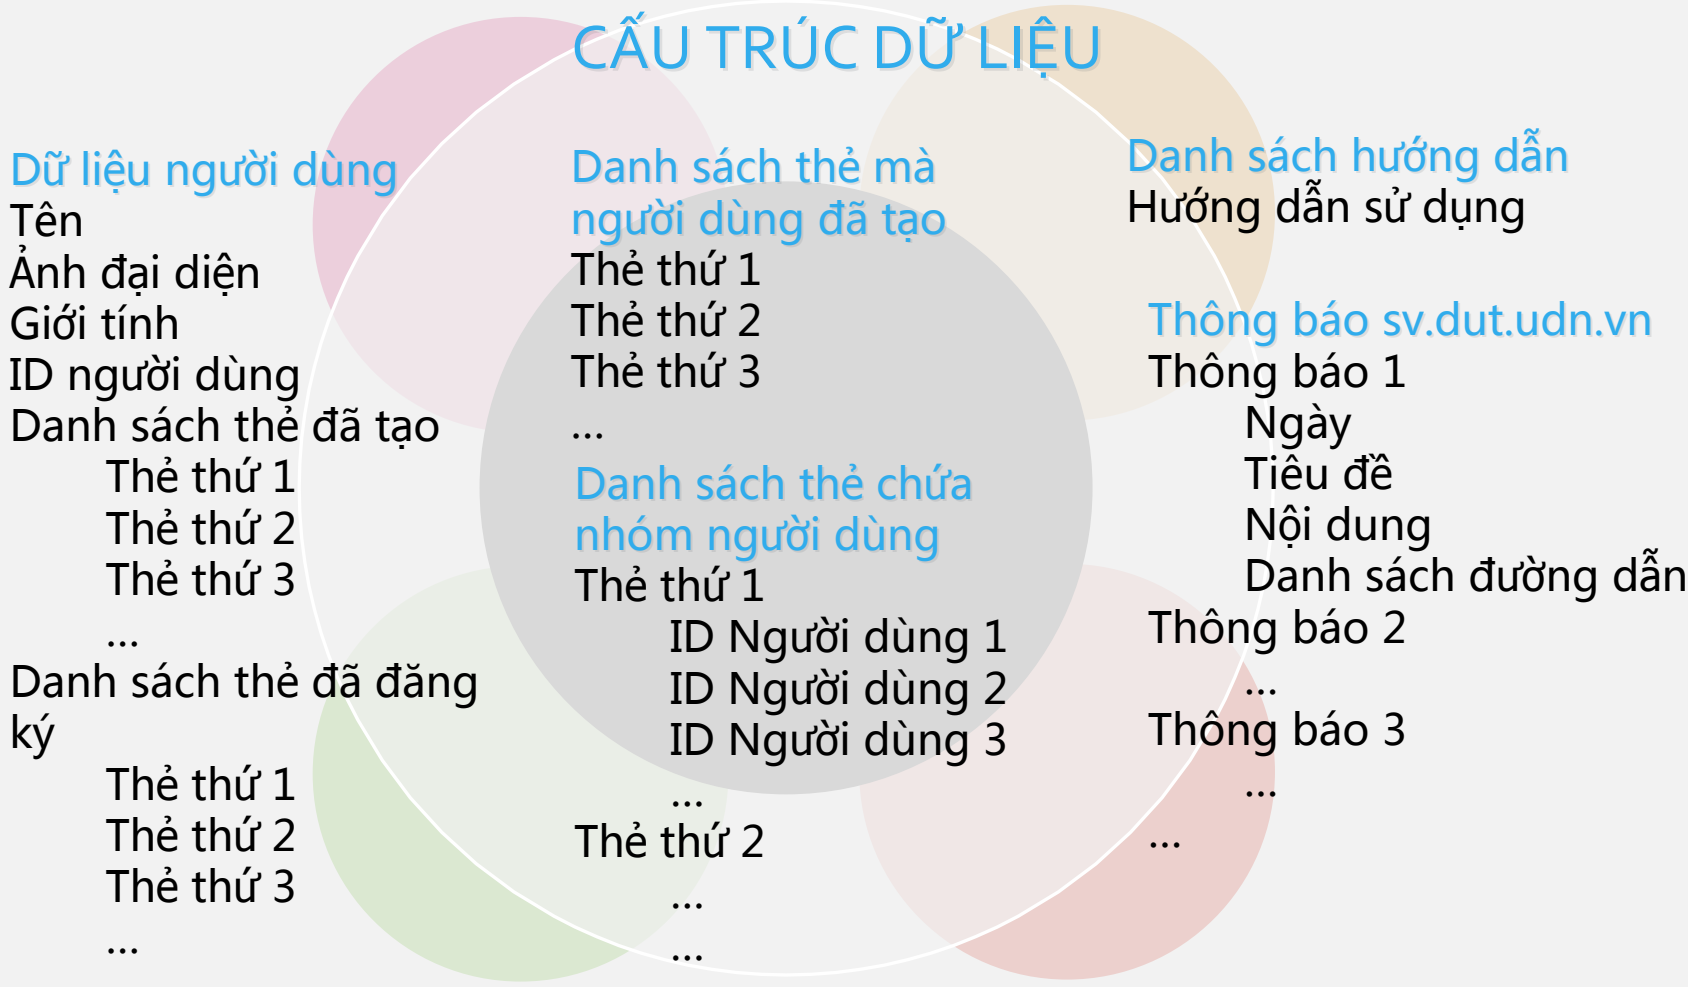 CẤU TRÚC DỮ LIỆU
Dữ liệu người dùng
Tên
Ảnh đại diện
Giới tính
ID người dùng
Danh sách thẻ đã tạo
Thẻ thứ 1
Thẻ thứ 2
Thẻ thứ 3
...
Danh sách thẻ đã đăng
ký
Thẻ thứ 1
Thẻ thứ 2
Thẻ thứ 3
...
Danh sách thẻ mà
người dùng đã tạo
Thẻ thứ 1
Thẻ thứ 2
Thẻ thứ 3
...
Danh sách thẻ chứa
nhóm người dùng
Thẻ thứ 1
ID Người dùng 1
ID Người dùng 2
ID Người dùng 3
...
Thẻ thứ 2
...
...
Danh sách hướng dẫn
Hướng dẫn sử dụng
Thông báo sv.dut.udn.vn
Thông báo 1
Ngày
Tiêu đề
Nội dung
Danh sách đường dẫn
Thông báo 2
...
Thông báo 3
...
...